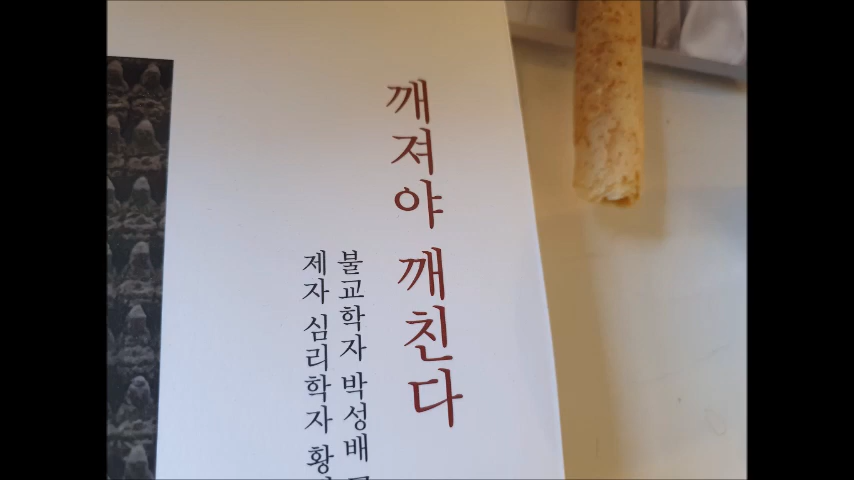 깨져야 깨친다
불교학자 박성배
제자 심리학자 황